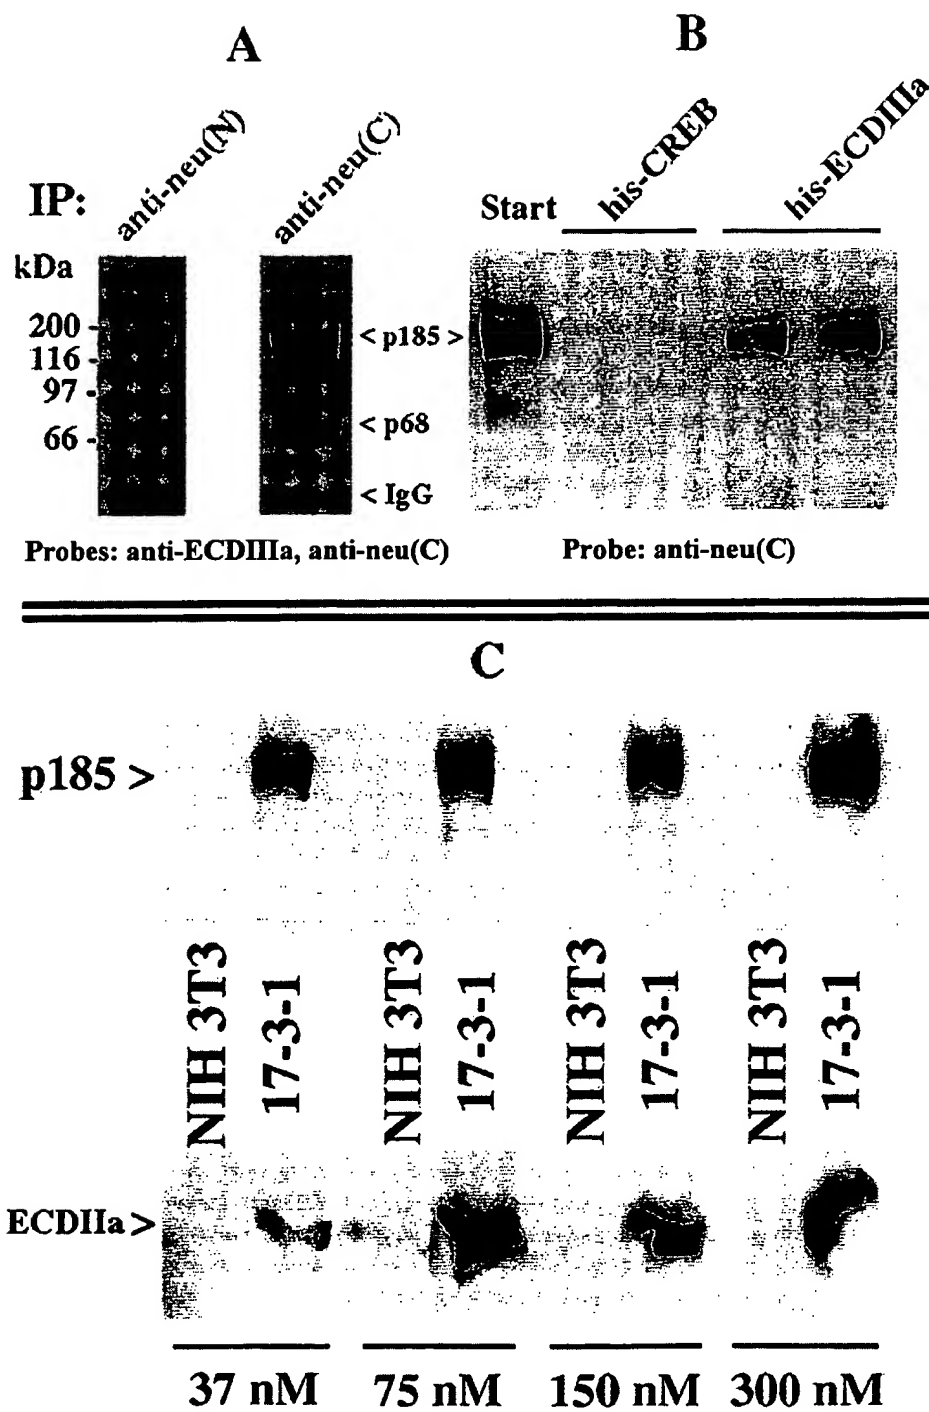 A
IP:
anti-neu(N)
anti-neu(C)
kDa
200 -
116 -
97 -
66 -
< p185 >
< p68
< IgG
Probes: anti-ECDIIIa, anti-neu(C)
B
Start
his-CREB
his-ECDIIIa
Probe: anti-neu(C)
C
p185 >
NIH 3T3
17-3-1
NIH 3T3
17-3-1
NIH 3T3
17-3-1
NIH 3T3
17-3-1
ECDIIa >
37 nM
75 nM
150 nM
300 nM